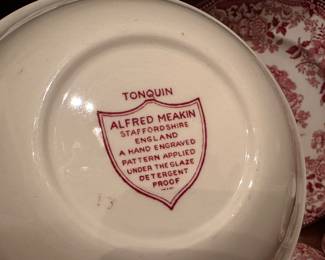 TONQUIN
ALFRED MEAKIN
STAFFORDSHIRE
ENGLAND
A HAND ENGRAVED
PATTERN APPLIED
UNDER THE GLAZE
DETERGENT
PROOF